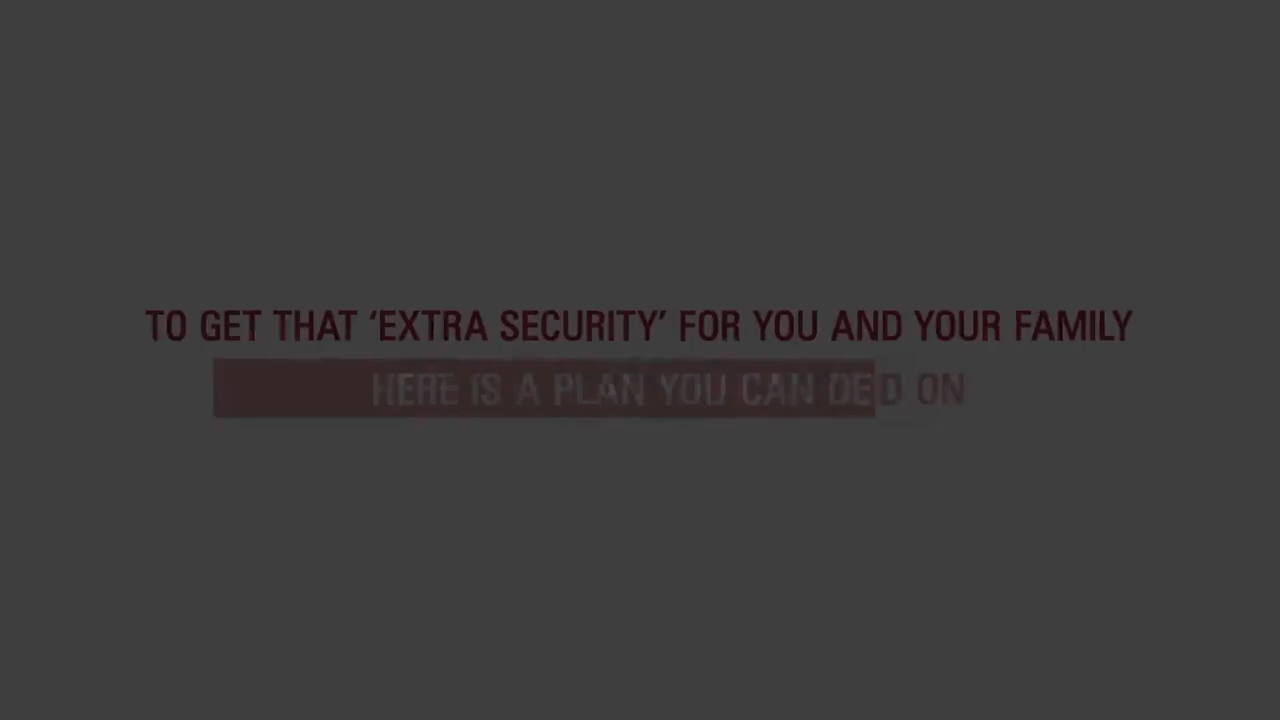 TO GET THAT ‘EXTRA SECURITY’ FOR YOU AND YOUR FAMILY
HERE IS A PLAN YOU CAN ON